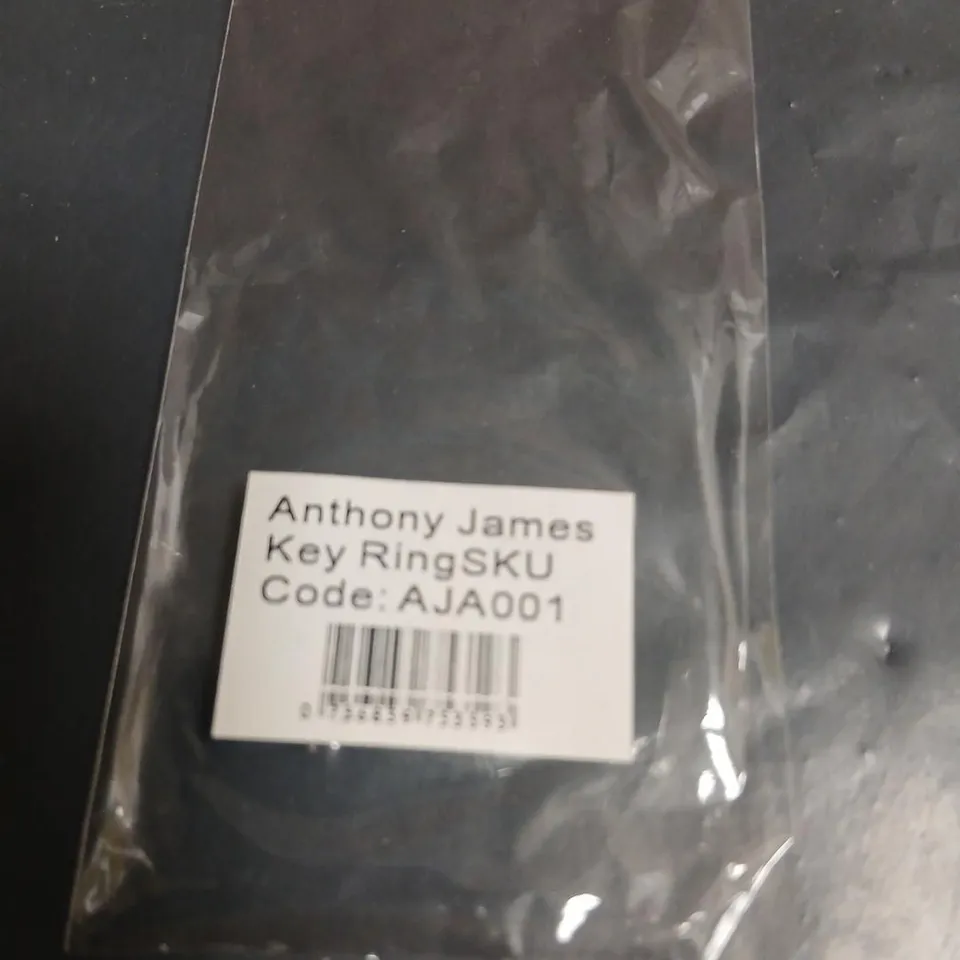 Anthony James
Key RingSKU
Code: AJA001